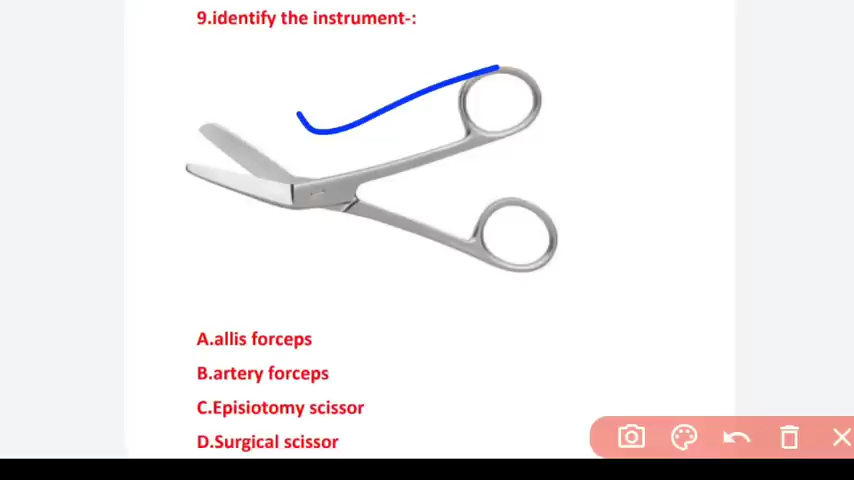 9.identify the instrument-:
A.allis forceps
B.artery forceps
C.Episiotomy scissor
D.Surgical scissor